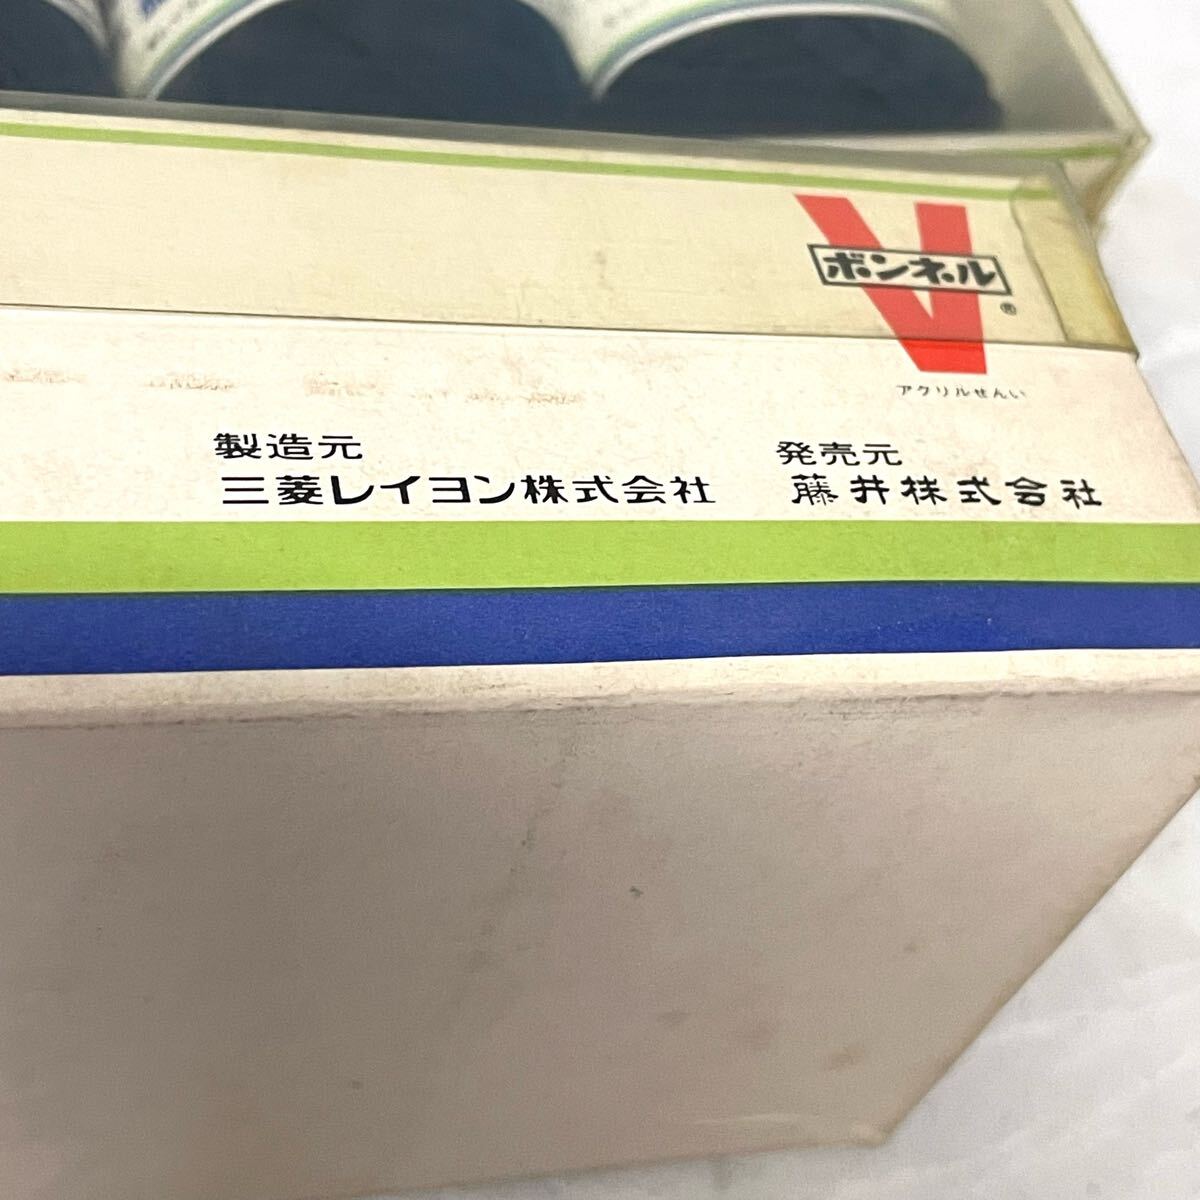 V
ボンネル
®
アクリルせんい
製造元
三菱レイヨン株式会社
発売元
藤井株式会社